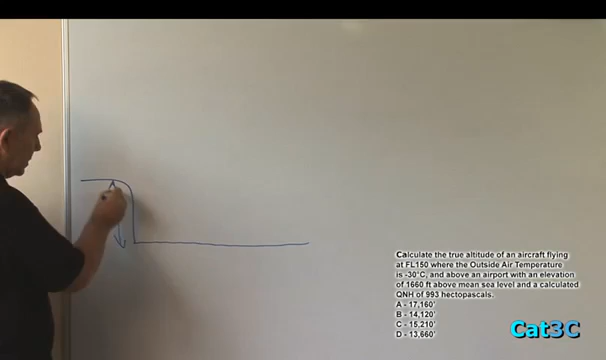 Calculate the true altitude of an aircraft flying
at FL150 where the Outside Air Temperature
is -30°C, and above an airport with an elevation
of 1660 ft above mean sea level and a calculated
QNH of 993 hectopascals.
A - 17,160'
B - 14,120'
C - 15,210'
D - 13,660'
Cat3C